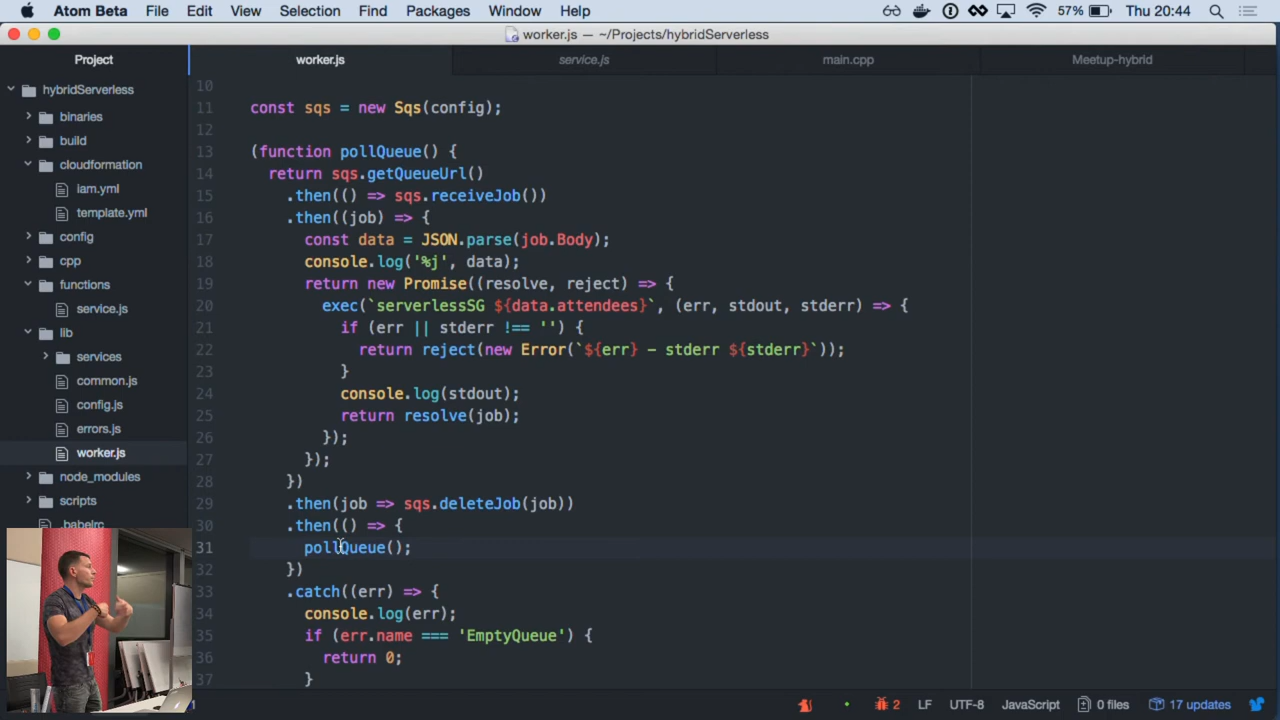 Atom Beta File Edit View Selection Find Packages Window Help 57% Thu 20:44
worker.js — ~/Projects/hybridServerless
Project worker.js service.js main.cpp Meetup-hybrid
hybridServerless
binaries
build
cloudformation
iam.yml
template.yml
config
cpp
functions
service.js
lib
services
common.js
config.js
errors.js
worker.js
node_modules
scripts
.babelrc
10
11 const sqs = new Sqs(config);
12
13 (function pollQueue() {
14 return sqs.getQueueUrl()
15 .then(() => sqs.receiveJob())
16 .then((job) => {
17 const data = JSON.parse(job.Body);
18 console.log('%j', data);
19 return new Promise((resolve, reject) => {
20 exec(`serverlessSG ${data.attendees}`, (err, stdout, stderr) => {
21 if (err || stderr !== '') {
22 return reject(new Error(`${err} - stderr ${stderr}`));
23 }
24 console.log(stdout);
25 return resolve(job);
26 });
27 });
28 })
29 .then(job => sqs.deleteJob(job))
30 .then(() => {
31 pollQueue();
32 })
33 .catch((err) => {
34 console.log(err);
35 if (err.name === 'EmptyQueue') {
36 return 0;
37 }
2 LF UTF-8 JavaScript 0 files 17 updates